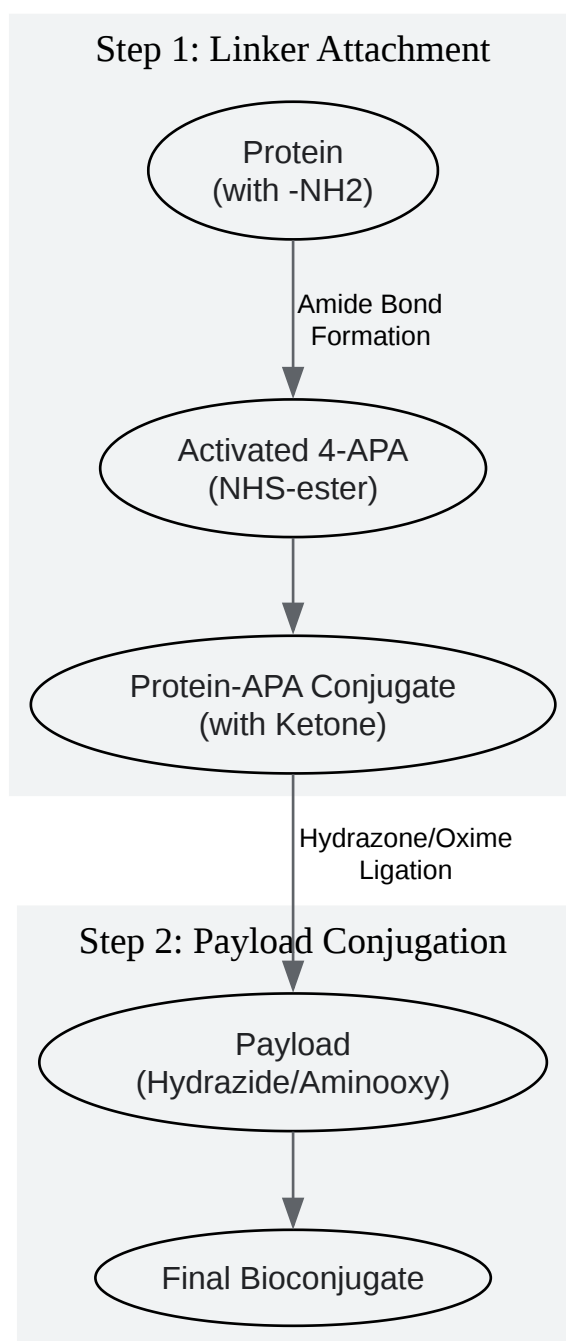 Step 1: Linker Attachment
Protein
(with -NH2)
Amide Bond
Formation
Activated 4-APA
(NHS-ester)
Protein-APA Conjugate
(with Ketone)
Hydrazone/Oxime
Ligation
Step 2: Payload Conjugation
Payload
(Hydrazide/Aminooxy)
Final Bioconjugate